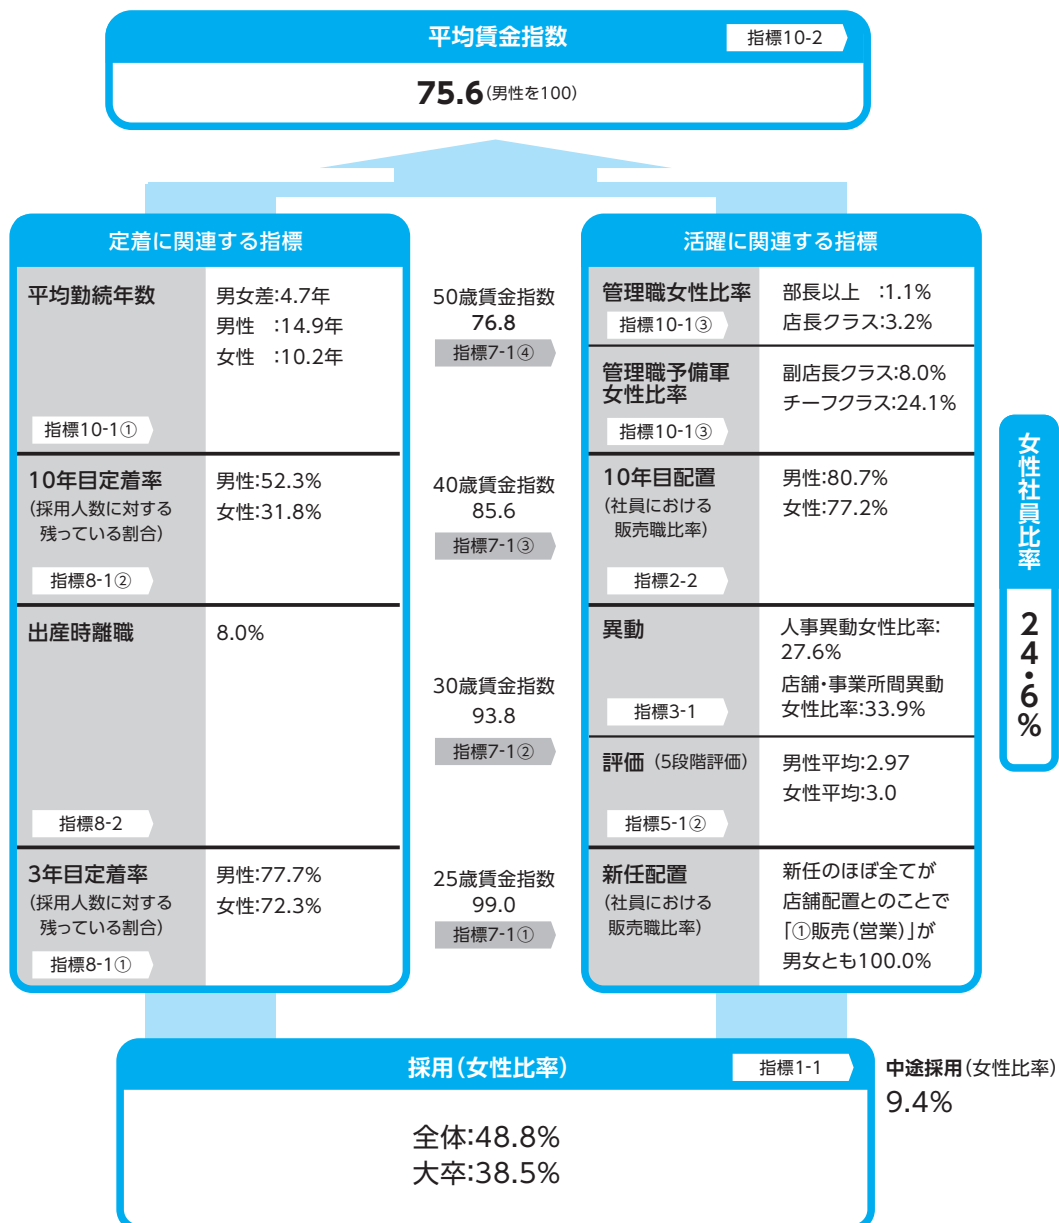 平均賃金指数
指標10-2
75.6(男性を100)
定着に関連する指標
平均勤続年数
指標10-1①
男女差:4.7年
男性 :14.9年
女性 :10.2年
10年目定着率
(採用人数に対する
残っている割合)
指標8-1②
男性:52.3%
女性:31.8%
出産時離職
指標8-2
8.0%
3年目定着率
(採用人数に対する
残っている割合)
指標8-1①
男性:77.7%
女性:72.3%
50歳賃金指数
76.8
指標7-1④
40歳賃金指数
85.6
指標7-1③
30歳賃金指数
93.8
指標7-1②
25歳賃金指数
99.0
指標7-1①
活躍に関連する指標
管理職女性比率
指標10-1③
部長以上 :1.1%
店長クラス:3.2%
管理職予備軍
女性比率
指標10-1③
副店長クラス:8.0%
チーフクラス:24.1%
10年目配置
(社員における
販売職比率)
指標2-2
男性:80.7%
女性:77.2%
異動
指標3-1
人事異動女性比率:
27.6%
店舗・事業所間異動
女性比率:33.9%
評価(5段階評価)
指標5-1②
男性平均:2.97
女性平均:3.0
新任配置
(社員における
販売職比率)
新任のほぼ全てが
店舗配置とのことで
「①販売(営業)」が
男女とも100.0%
女性社員比率
24・6%
採用(女性比率)
指標1-1
全体:48.8%
大卒:38.5%
中途採用(女性比率)
9.4%